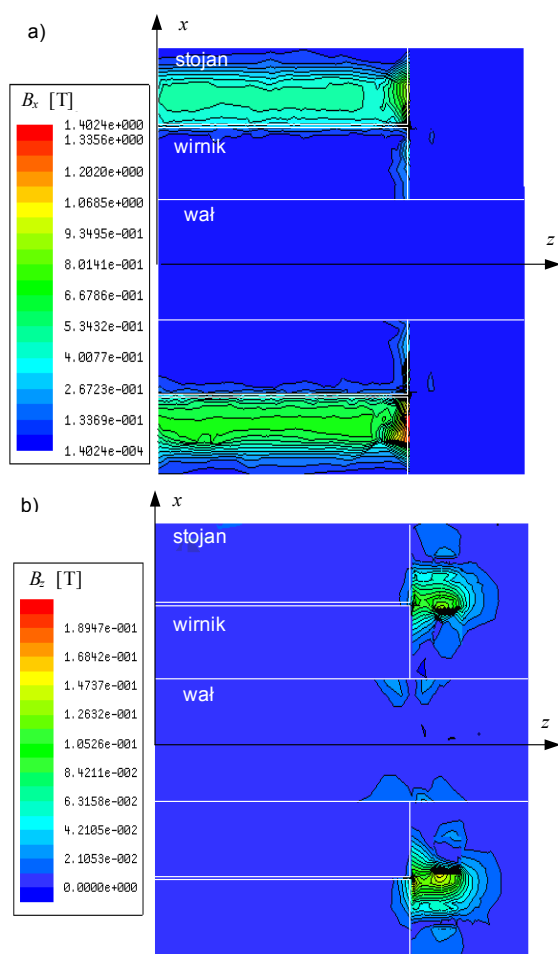 a)
x
stojan
B_x [T]
1.4024e+000
1.3356e+000
1.2020e+000
1.0685e+000
9.3495e-001
8.0141e-001
6.6786e-001
5.3432e-001
4.0077e-001
2.6723e-001
1.3369e-001
1.4024e-004
wirnik
wał
z
b)
x
stojan
B_z [T]
1.8947e-001
1.6842e-001
1.4737e-001
1.2632e-001
1.0526e-001
8.4211e-002
6.3158e-002
4.2105e-002
2.1053e-002
0.0000e+000
wirnik
wał
z